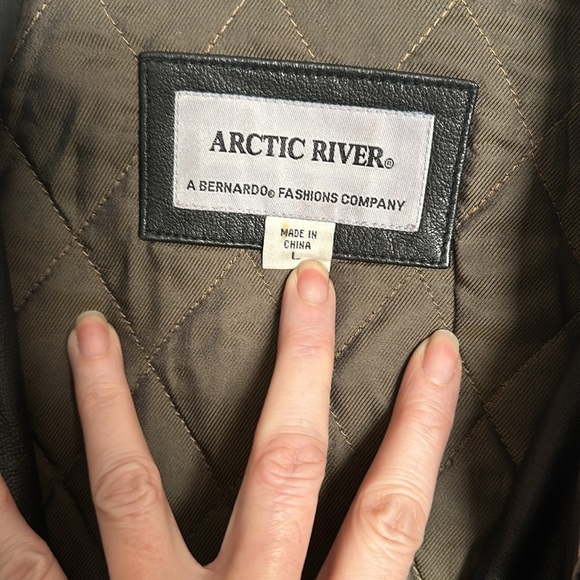 ARCTIC RIVER®
A BERNARDO® FASHIONS COMPANY
MADE IN
CHINA
L